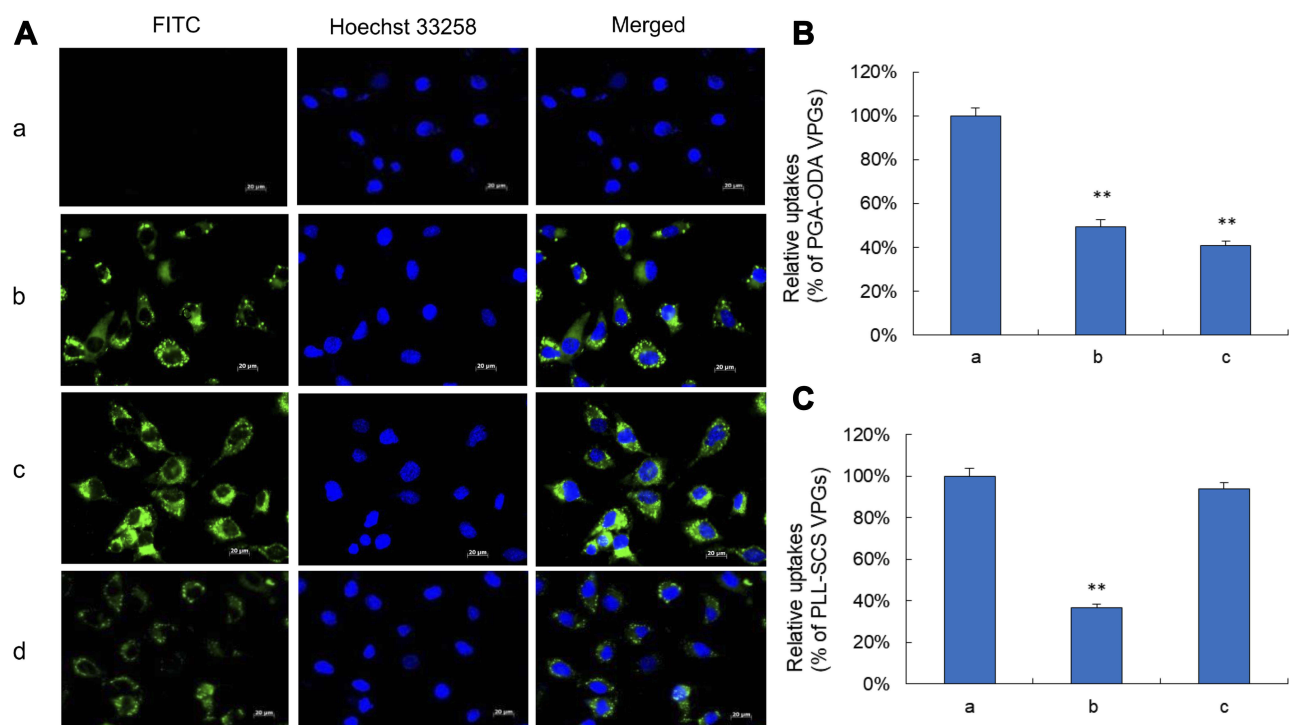 A
FITC
Hoechst 33258
Merged
a
20 µm
20 µm
20 µm
b
20 µm
20 µm
20 µm
c
20 µm
20 µm
20 µm
d
20 µm
20 µm
20 µm
B
Relative uptakes
(% of PGA-ODA VPGs)
120%
100%
80%
60%
40%
20%
0%
**
**
a
b
c
C
Relative uptakes
(% of PLL-SCS VPGs)
120%
100%
80%
60%
40%
20%
0%
**
a
b
c